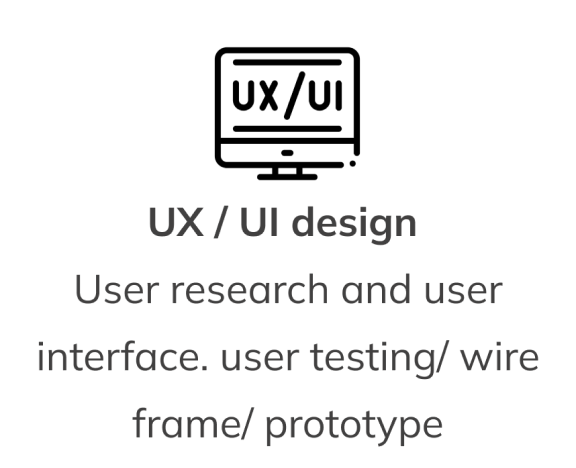 UX/UI
UX / UI design
User research and user
interface. user testing/ wire
frame/ prototype